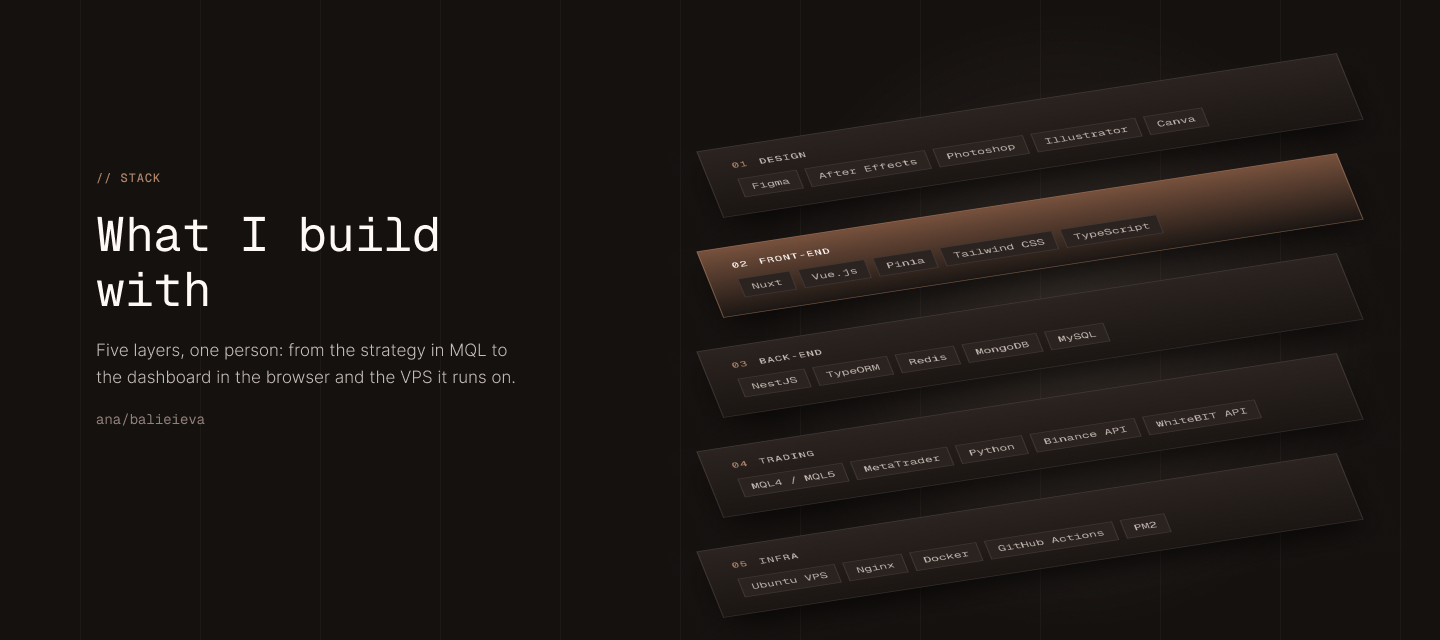 // STACK
What I build
with
Five layers, one person: from the strategy in MQL to
the dashboard in the browser and the VPS it runs on.
ana/balieieva
01 DESIGN
Figma After Effects Photoshop Illustrator Canva
02 FRONT-END
Nuxt Vue.js Pinia Tailwind CSS TypeScript
03 BACK-END
NestJS TypeORM Redis MongoDB MySQL
04 TRADING
MQL4 / MQL5 MetaTrader Python Binance API WhiteBIT API
05 INFRA
Ubuntu VPS Nginx Docker GitHub Actions PM2